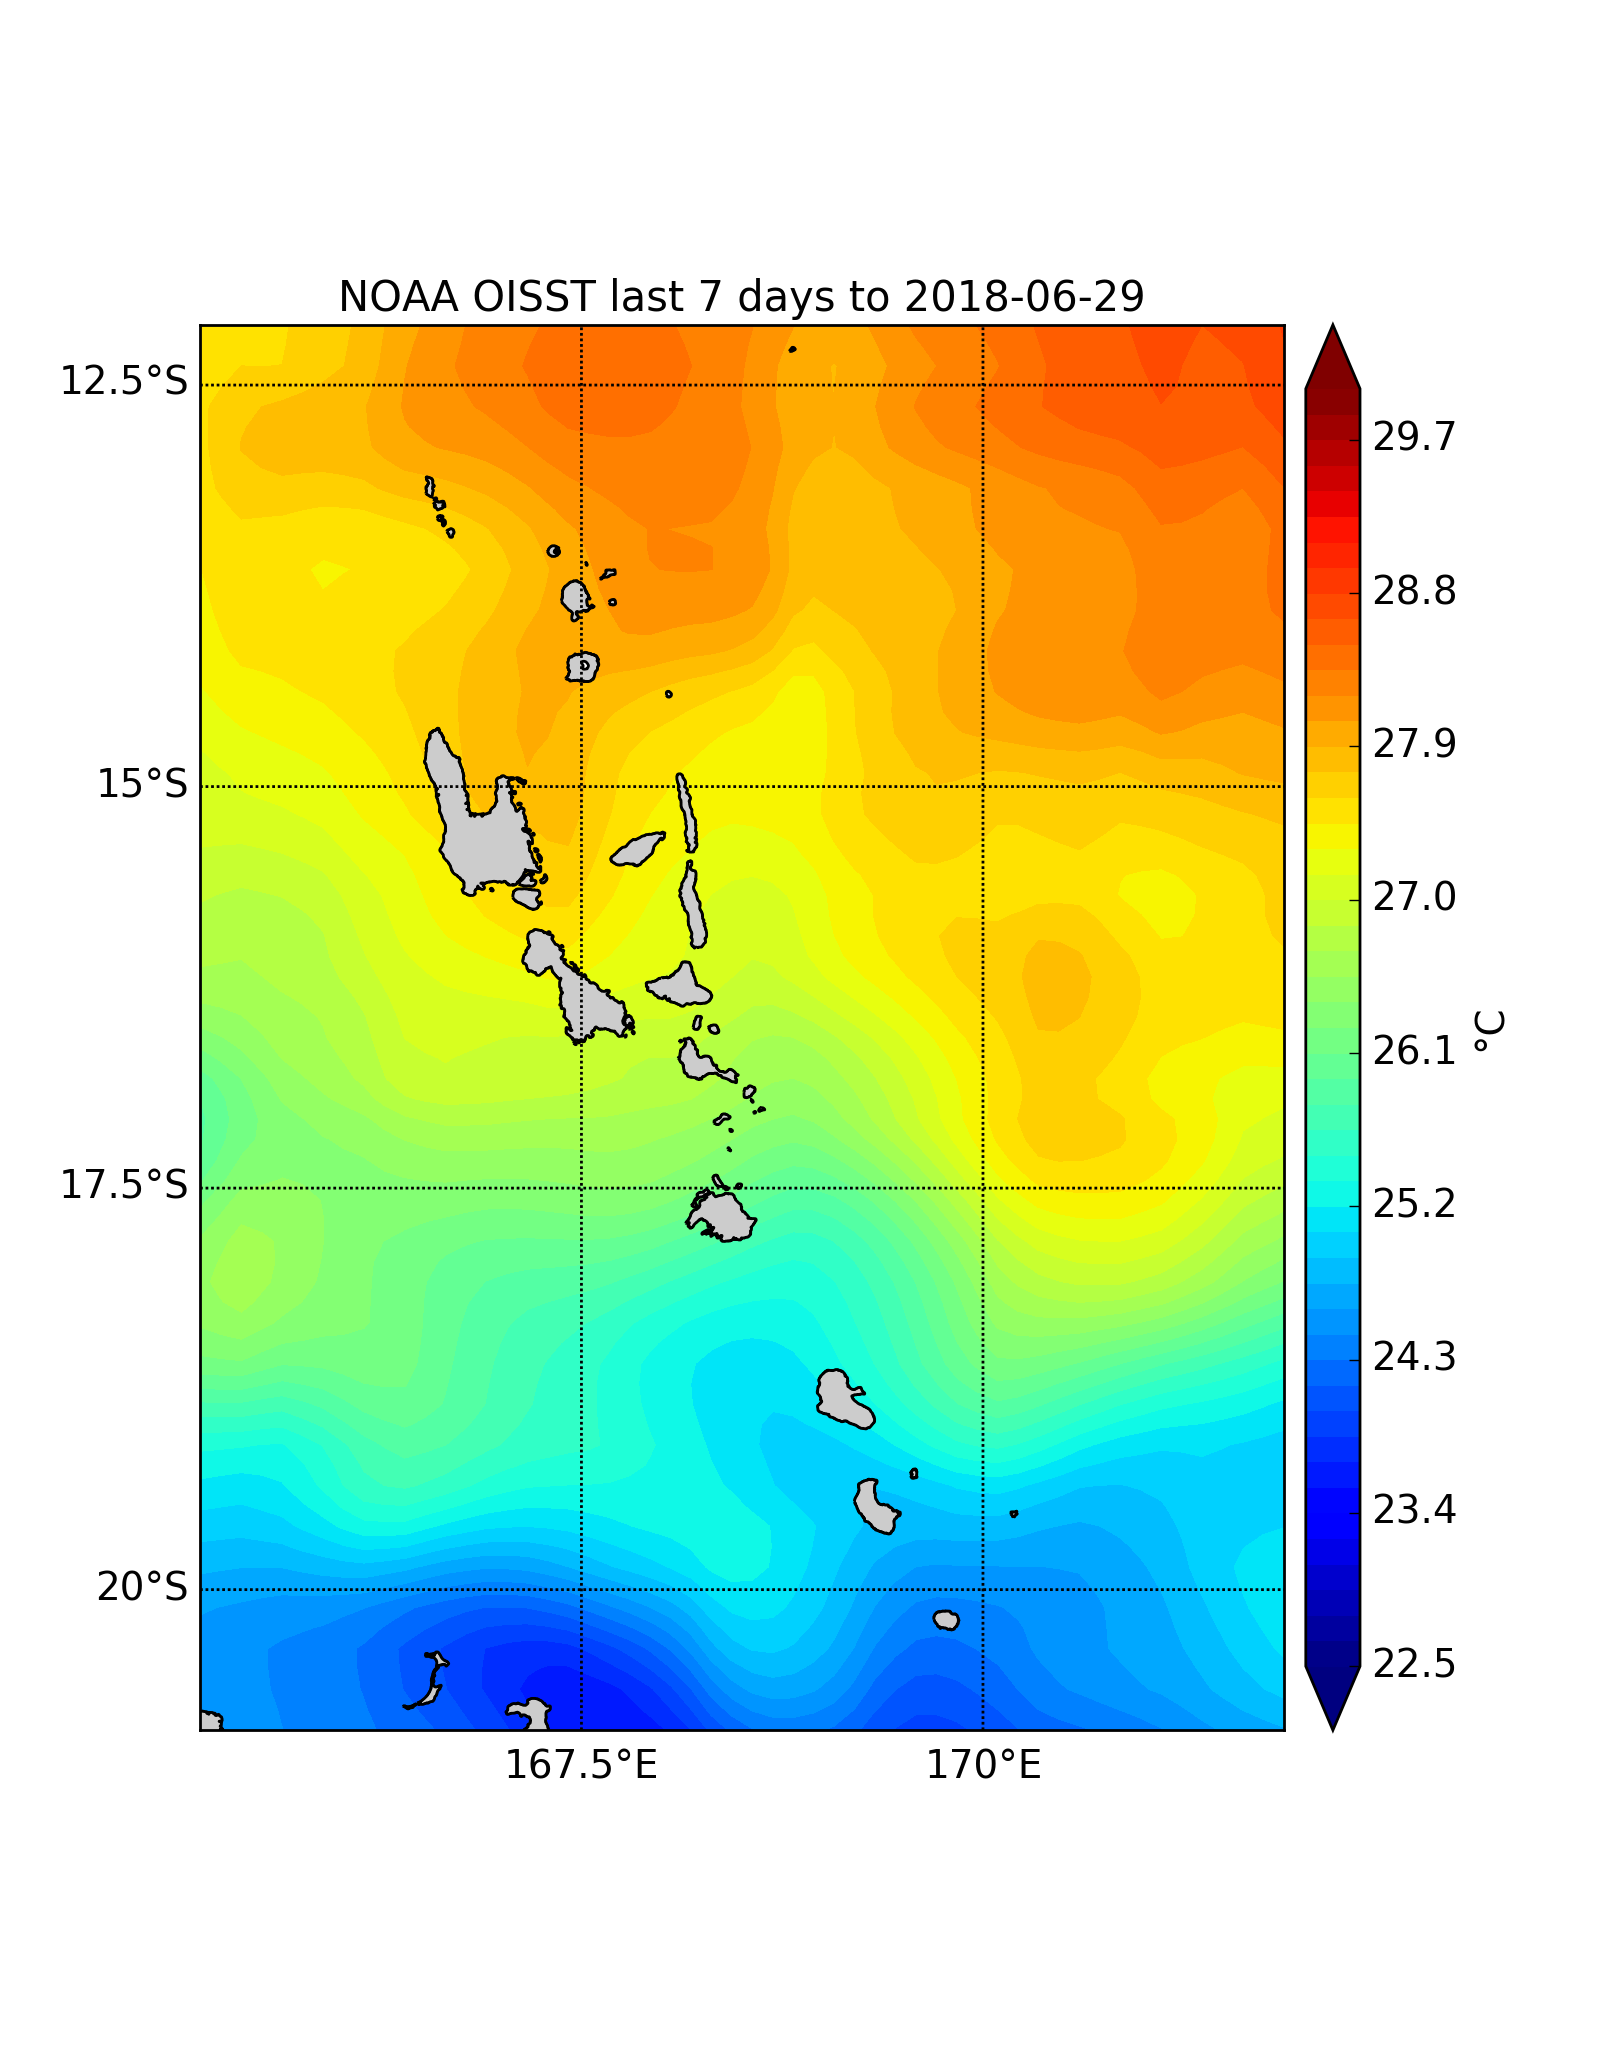 NOAA OISST last 7 days to 2018-06-29
12.5°S
15°S
17.5°S
20°S
167.5°E
170°E
29.7
28.8
27.9
27.0
26.1
25.2
24.3
23.4
22.5
°C